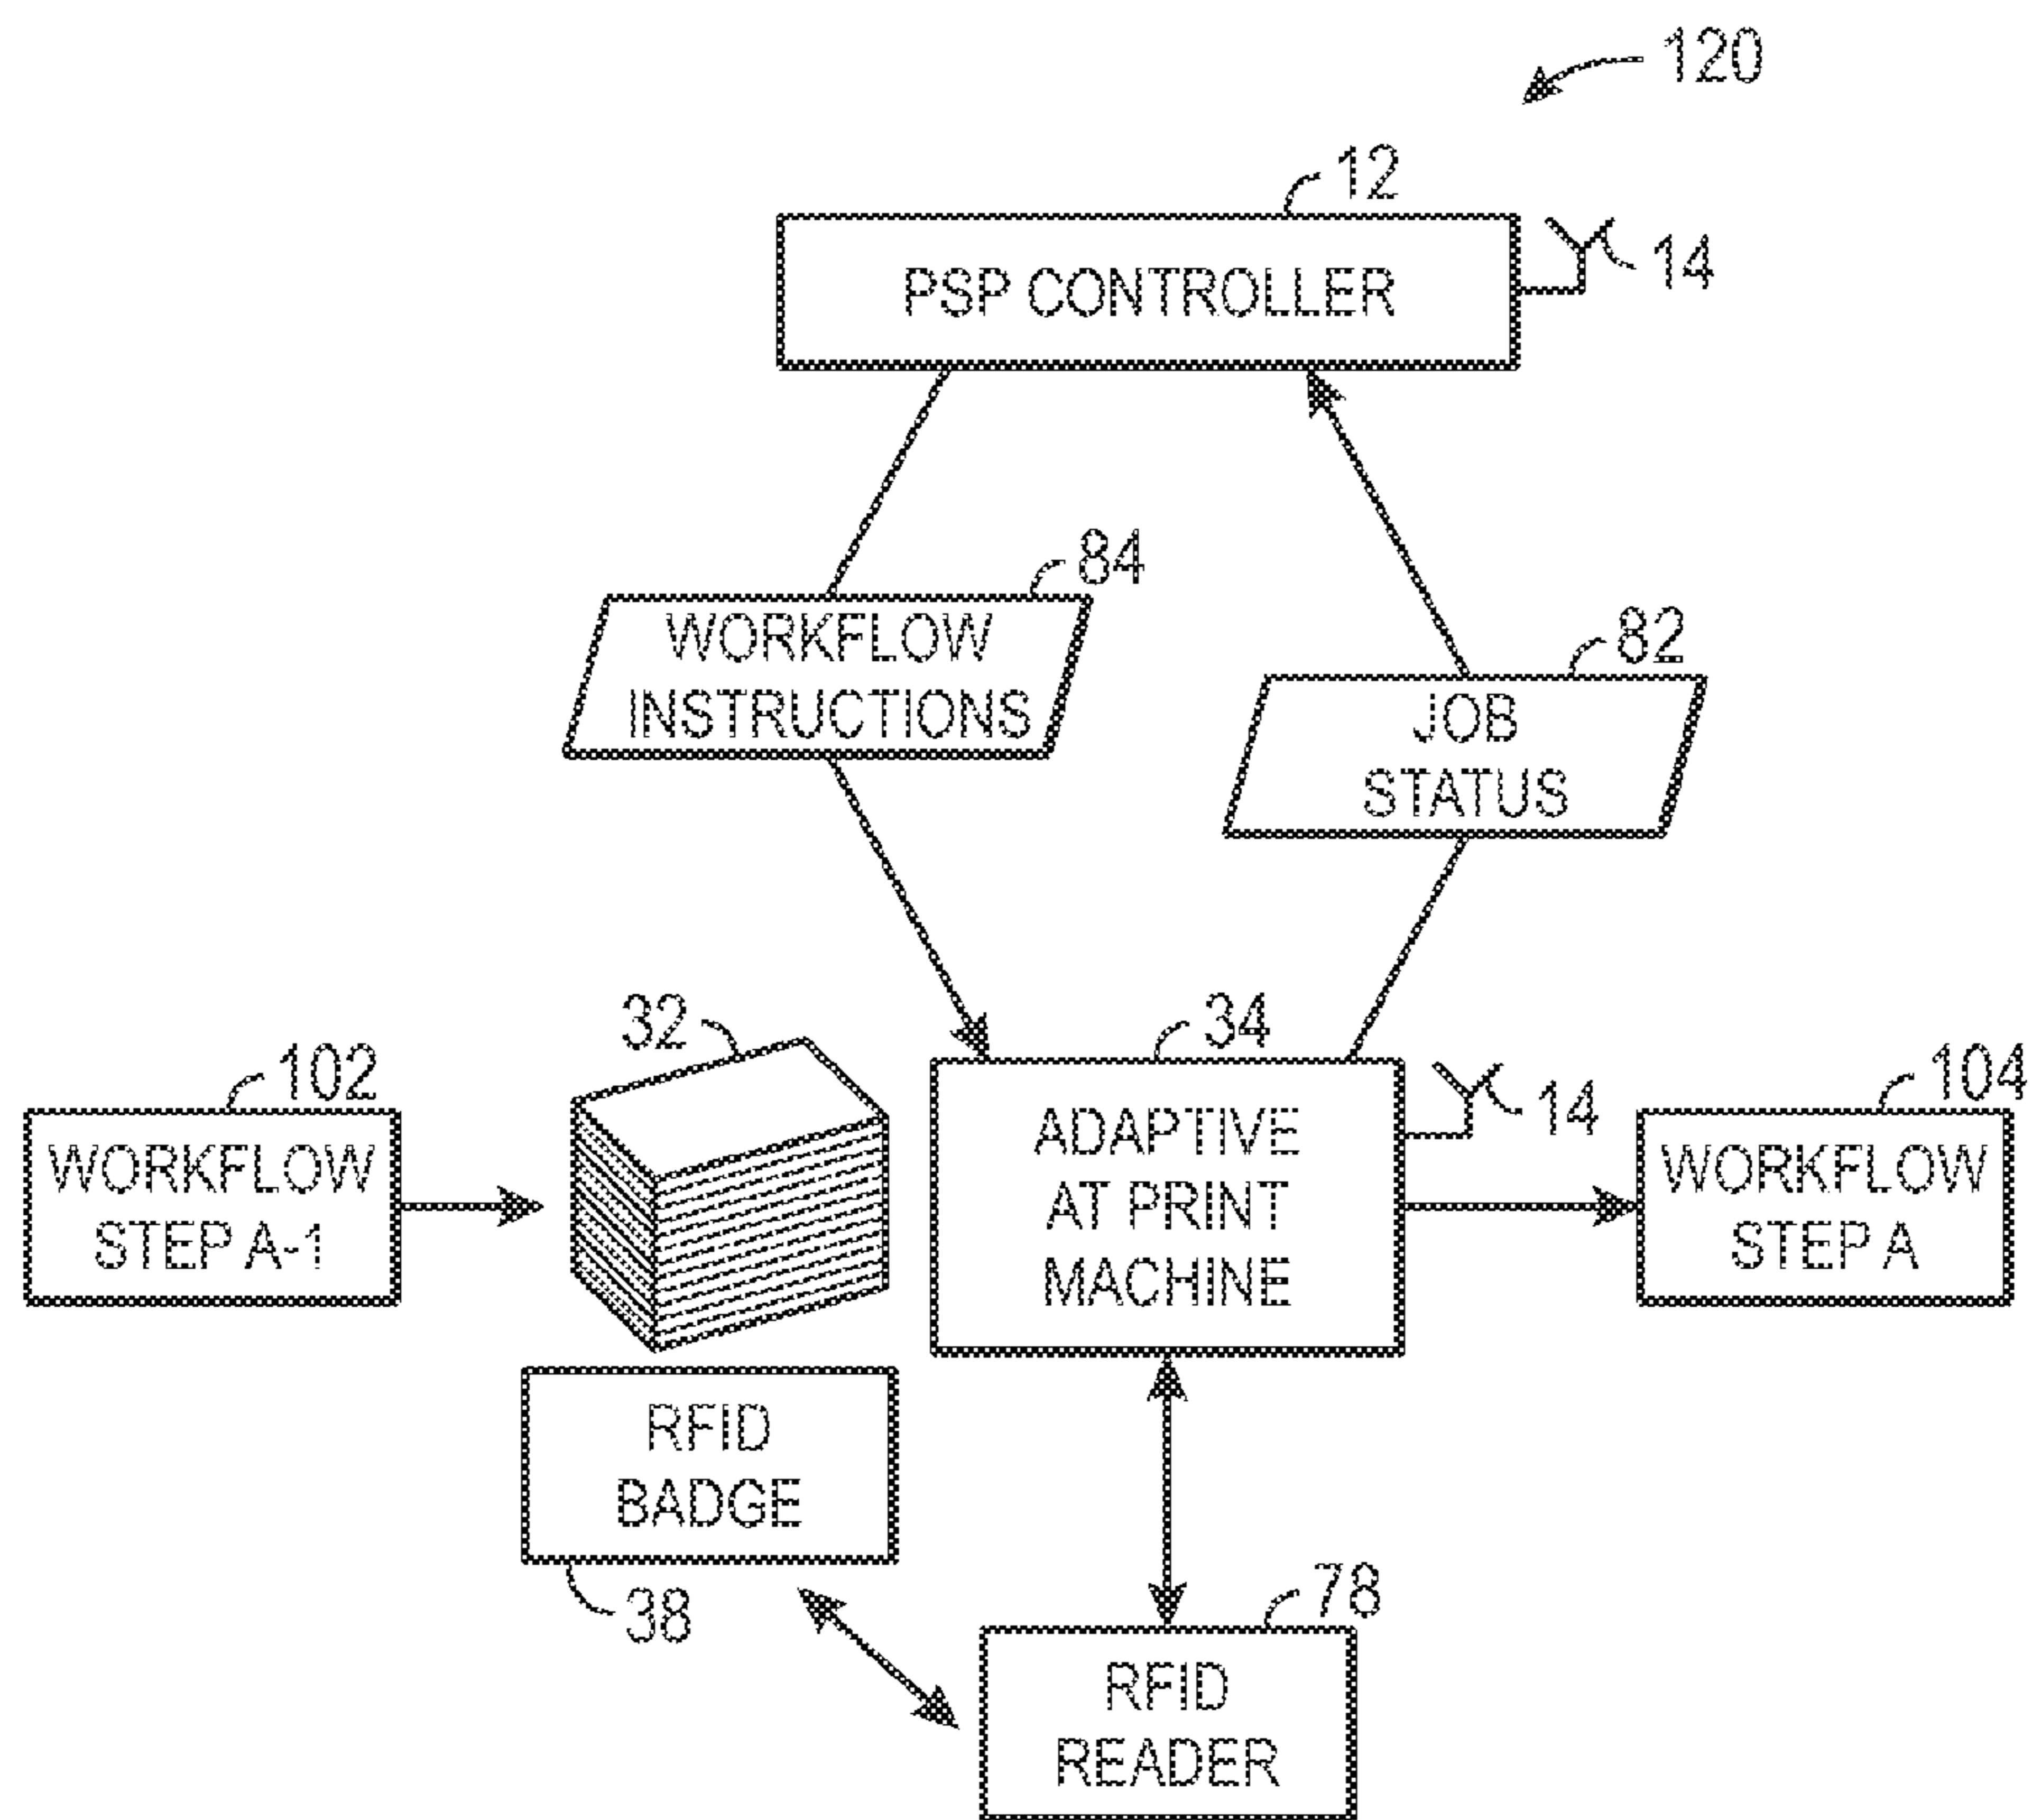 120
12
PSP CONTROLLER
14
84
WORKFLOW
INSTRUCTIONS
82
JOB
STATUS
32
34
102
WORKFLOW
STEP A-1
ADAPTIVE
AT PRINT
MACHINE
14
104
WORKFLOW
STEP A
RFID
BADGE
38
78
RFID
READER